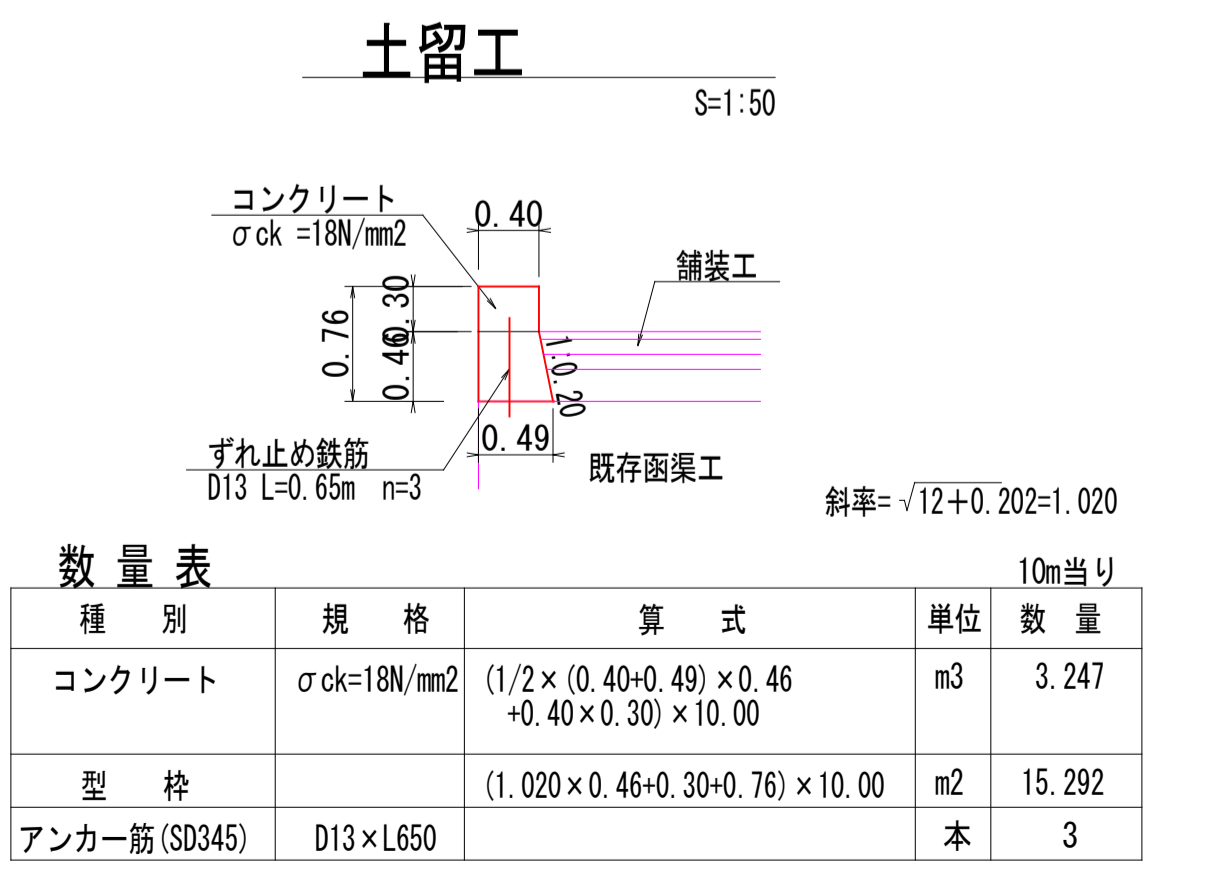 土留工
S=1:50
コンクリート
σck =18N/mm2
0.40
舗装工
0.30
0.76
0.46
1:0.20
0.49
ずれ止め鉄筋
D13 L=0.65m n=3
既存函渠工
斜率=√12+0.202=1.020
数 量 表
10m当り
種 別 規 格 算 式 単位 数 量
コンクリート σck=18N/mm2 (1/2×(0.40+0.49)×0.46 m3 3.247
+0.40×0.30)×10.00
型 枠 (1.020×0.46+0.30+0.76)×10.00 m2 15.292
アンカー筋(SD345) D13×L650 本 3